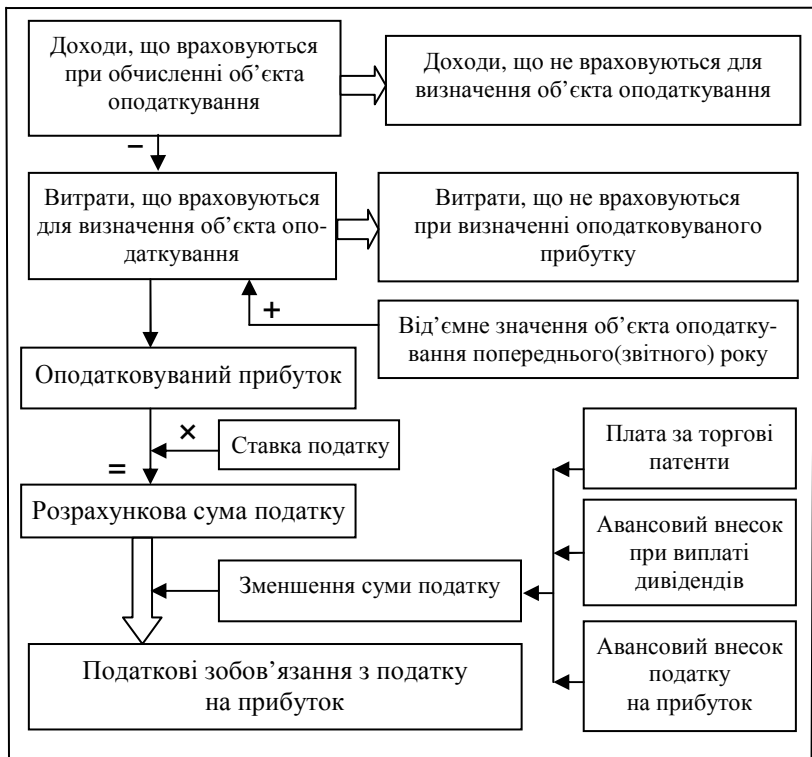 Доходи, що враховуються
при обчисленні об’єкта
оподаткування
Доходи, що не враховуються для
визначення об’єкта оподаткування
–
Витрати, що враховуються
для визначення об’єкта опо-
даткування
Витрати, що не враховуються
при визначенні оподатковуваного
прибутку
+
Від’ємне значення об’єкта оподатку-
вання попереднього(звітного) року
Оподатковуваний прибуток
×
Ставка податку
=
Розрахункова сума податку
Плата за торгові
патенти
Авансовий внесок
при виплаті
дивідендів
Зменшення суми податку
Авансовий внесок
податку
на прибуток
Податкові зобов’язання з податку
на прибуток